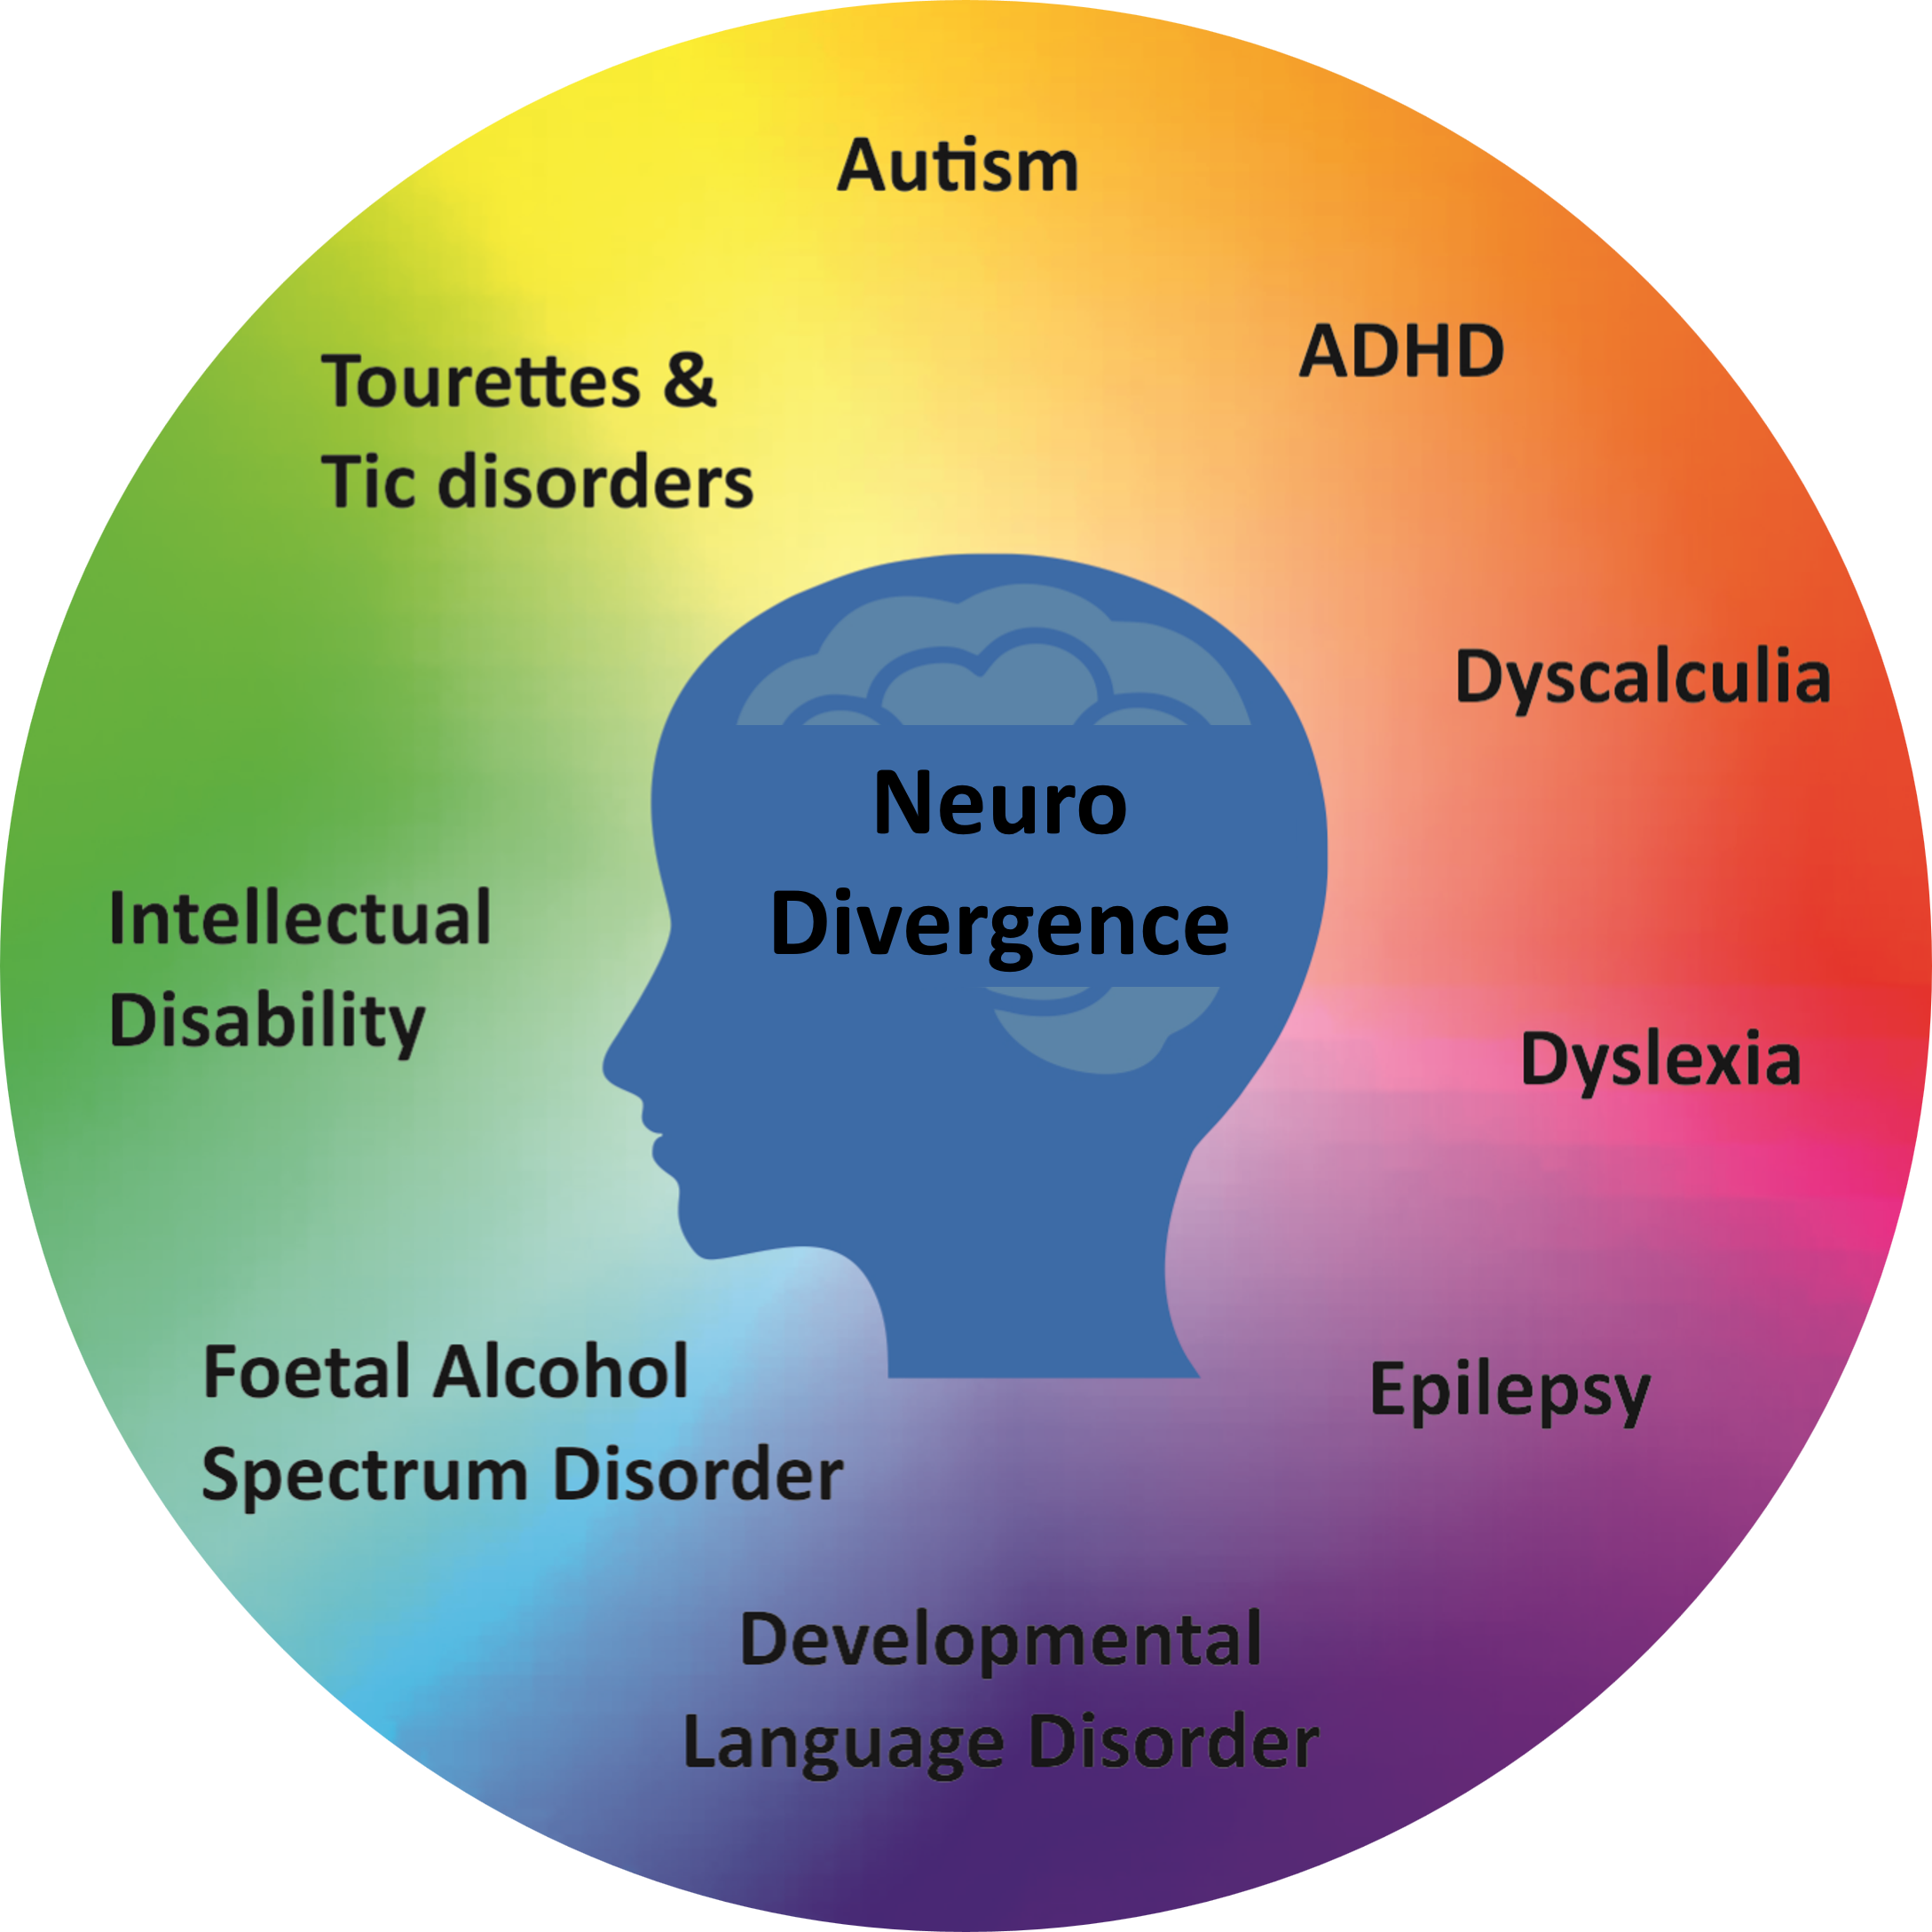 Autism
ADHD
Tourettes &
Tic disorders
Dyscalculia
Neuro
Divergence
Intellectual
Disability
Dyslexia
Foetal Alcohol
Spectrum Disorder
Epilepsy
Developmental
Language Disorder